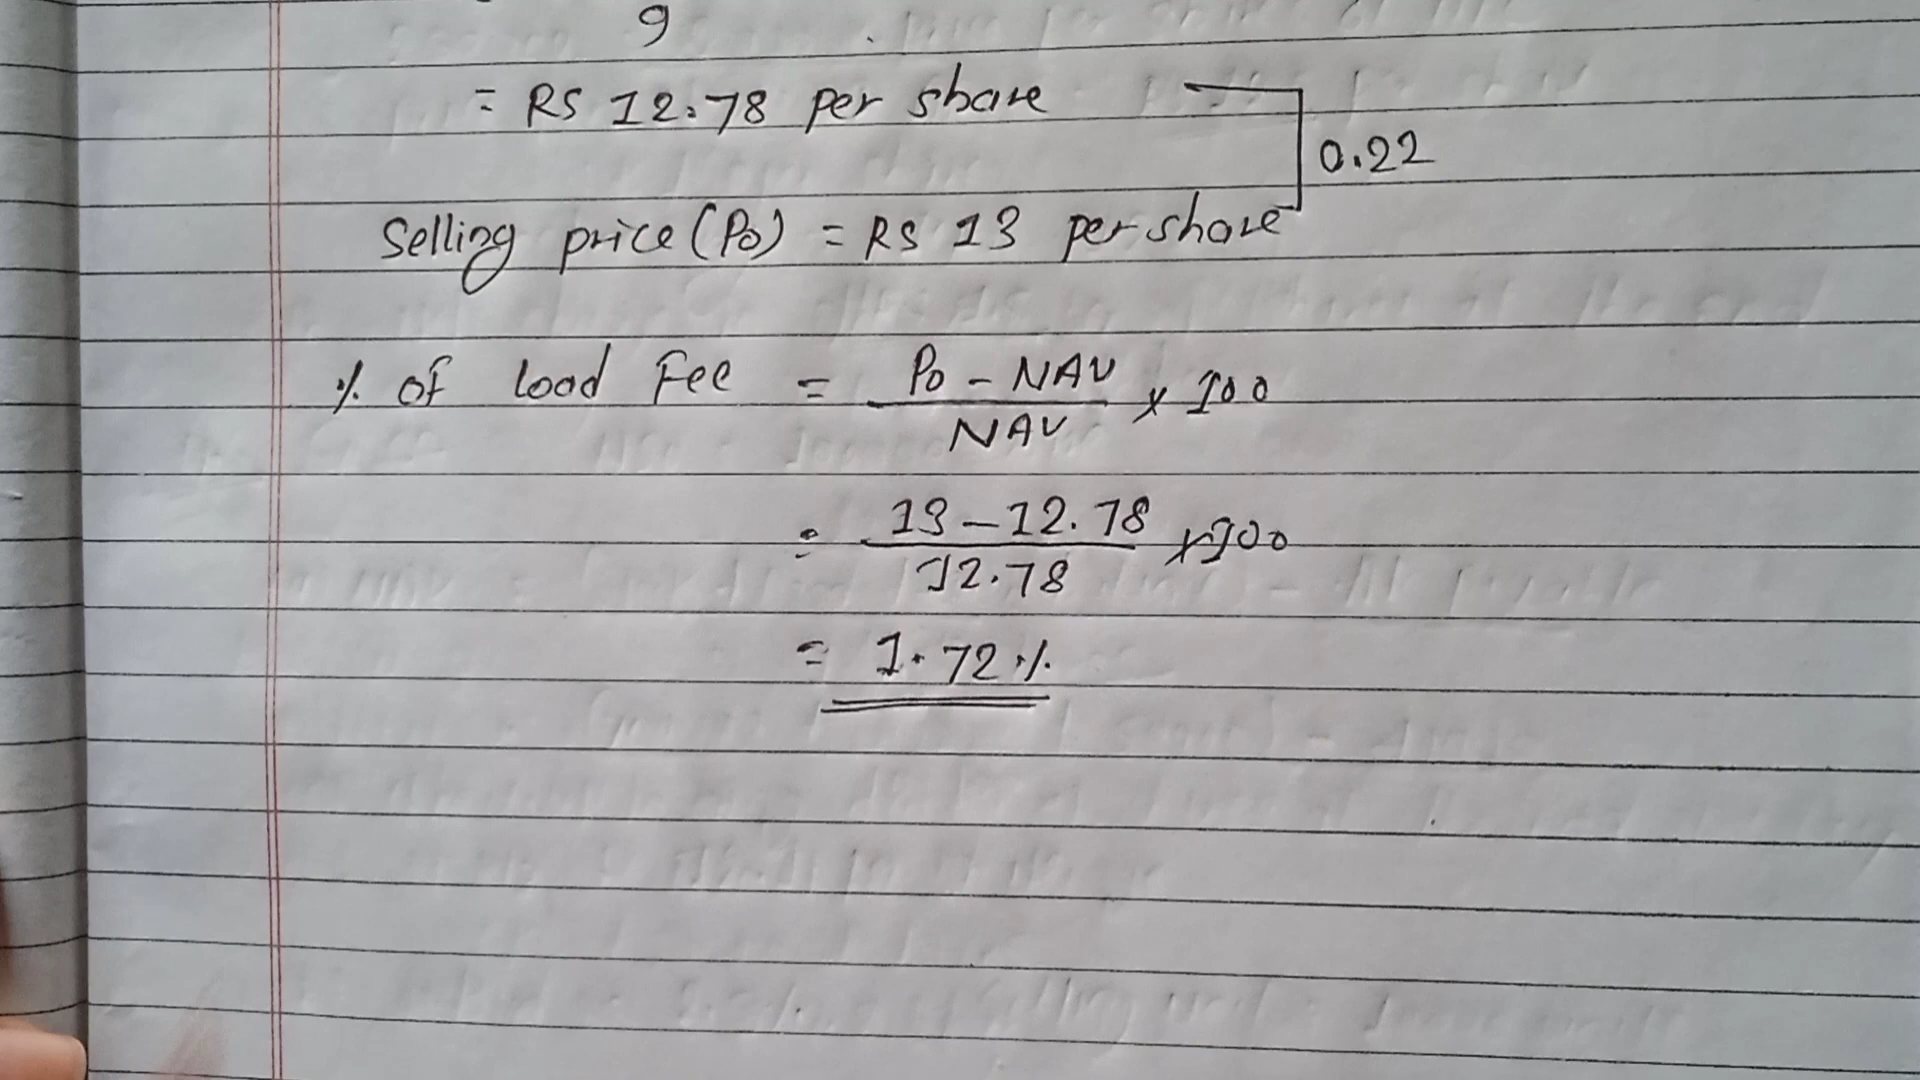 9
= RS 12.78 per share
0.22
Selling price (Po) = RS 13 per share
% of load Fee = Po - NAV / NAV x 100
= 13 - 12.78 / 12.78 x 100
= 1.72 %